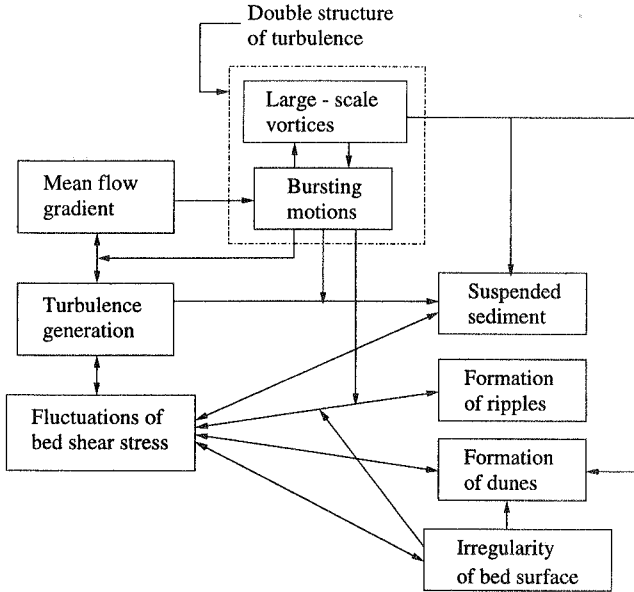 Double structure
of turbulence
Large - scale
vortices
Mean flow
gradient
Bursting
motions
Turbulence
generation
Suspended
sediment
Fluctuations of
bed shear stress
Formation
of ripples
Formation
of dunes
Irregularity
of bed surface